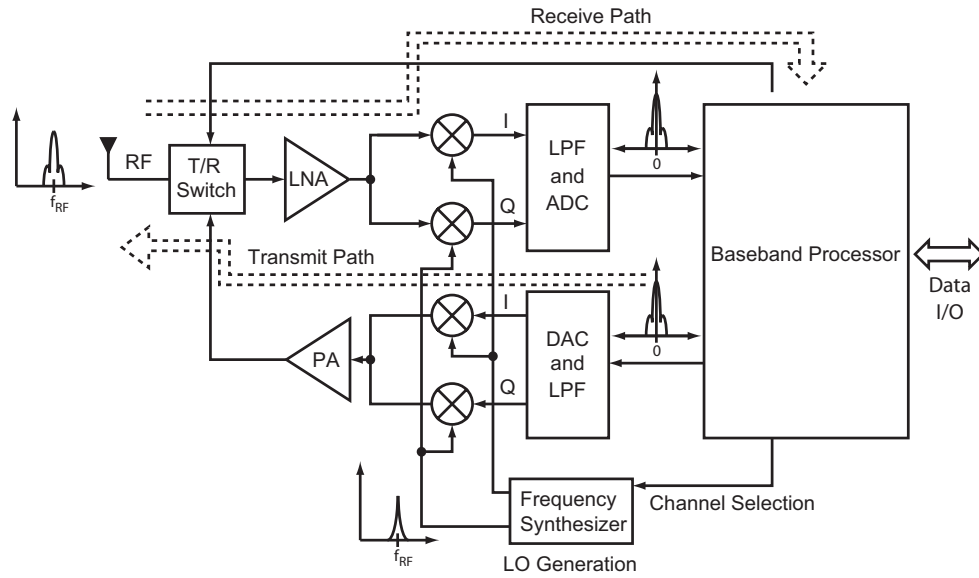 Receive Path
I
LPF
and
ADC
0
RF
T/R
Switch
LNA
f_RF
Q
Baseband Processor
Data
I/O
Transmit Path
I
DAC
and
LPF
0
PA
Q
Frequency
Synthesizer
Channel Selection
f_RF
LO Generation